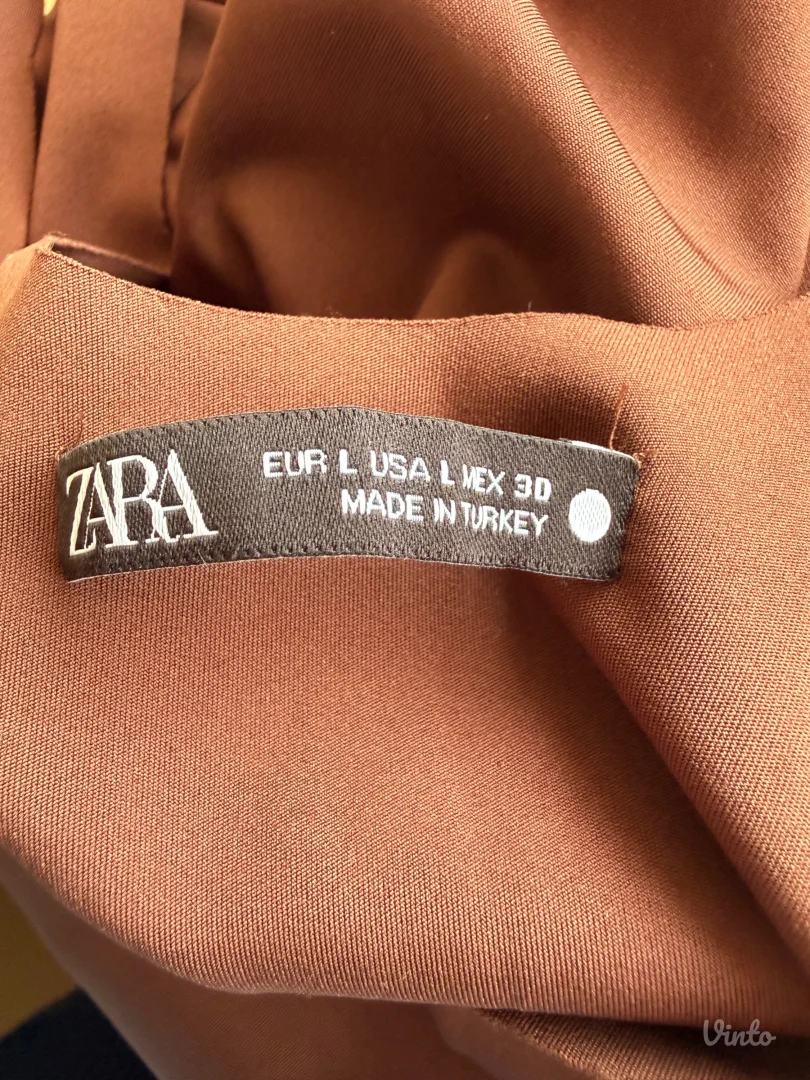 ZARA
EUR L USA L MEX 30
MADE IN TURKEY
Vinto